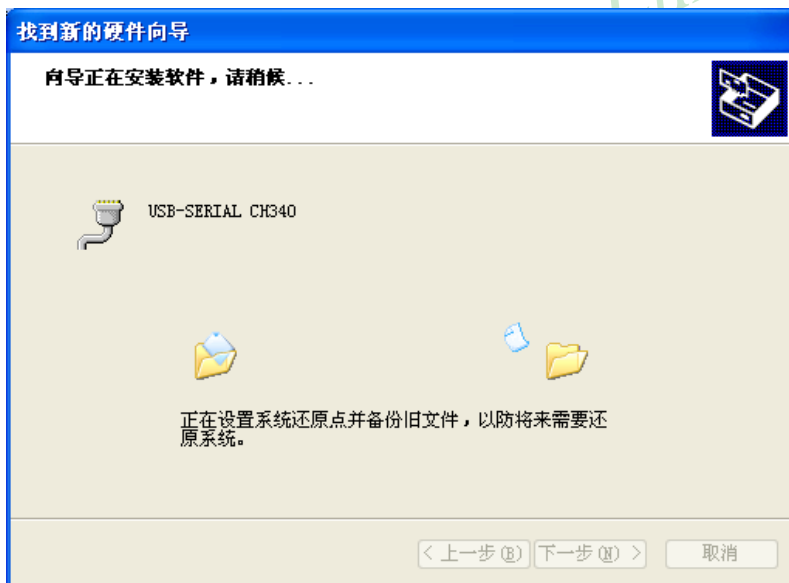 找到新的硬件向导
向导正在安装软件，请稍候...
USB-SERIAL CH340
正在设置系统还原点并备份旧文件，以防将来需要还
原系统。
< 上一步(B) 下一步(N) > 取消